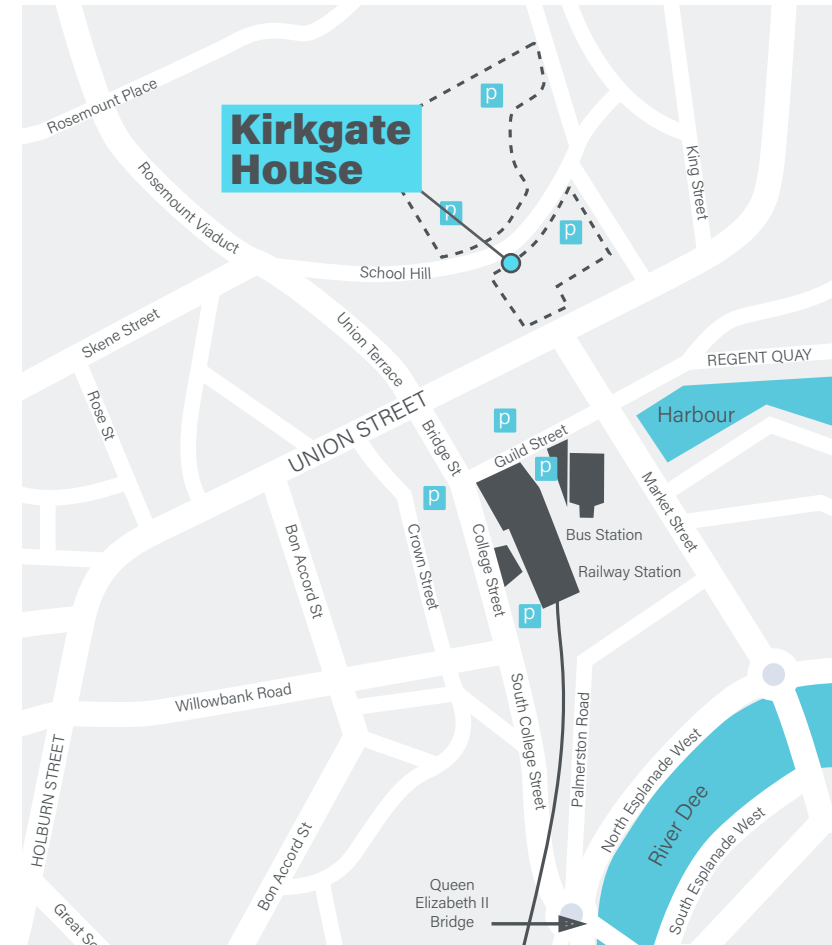 Rosemount Place
p
Kirkgate
House
King Street
Rosemount Viaduct
p
p
School Hill
Skene Street
Union Terrace
REGENT QUAY
Rose St
UNION STREET
Harbour
p
Bridge St
Guild Street
p
p
Market Street
Bon Accord St
Crown Street
College Street
Bus Station
Railway Station
p
Willowbank Road
South College Street
Palmerston Road
North Esplanade West
HOLBURN STREET
River Dee
South Esplanade West
Bon Accord St
Queen
Elizabeth II
Bridge
Great So